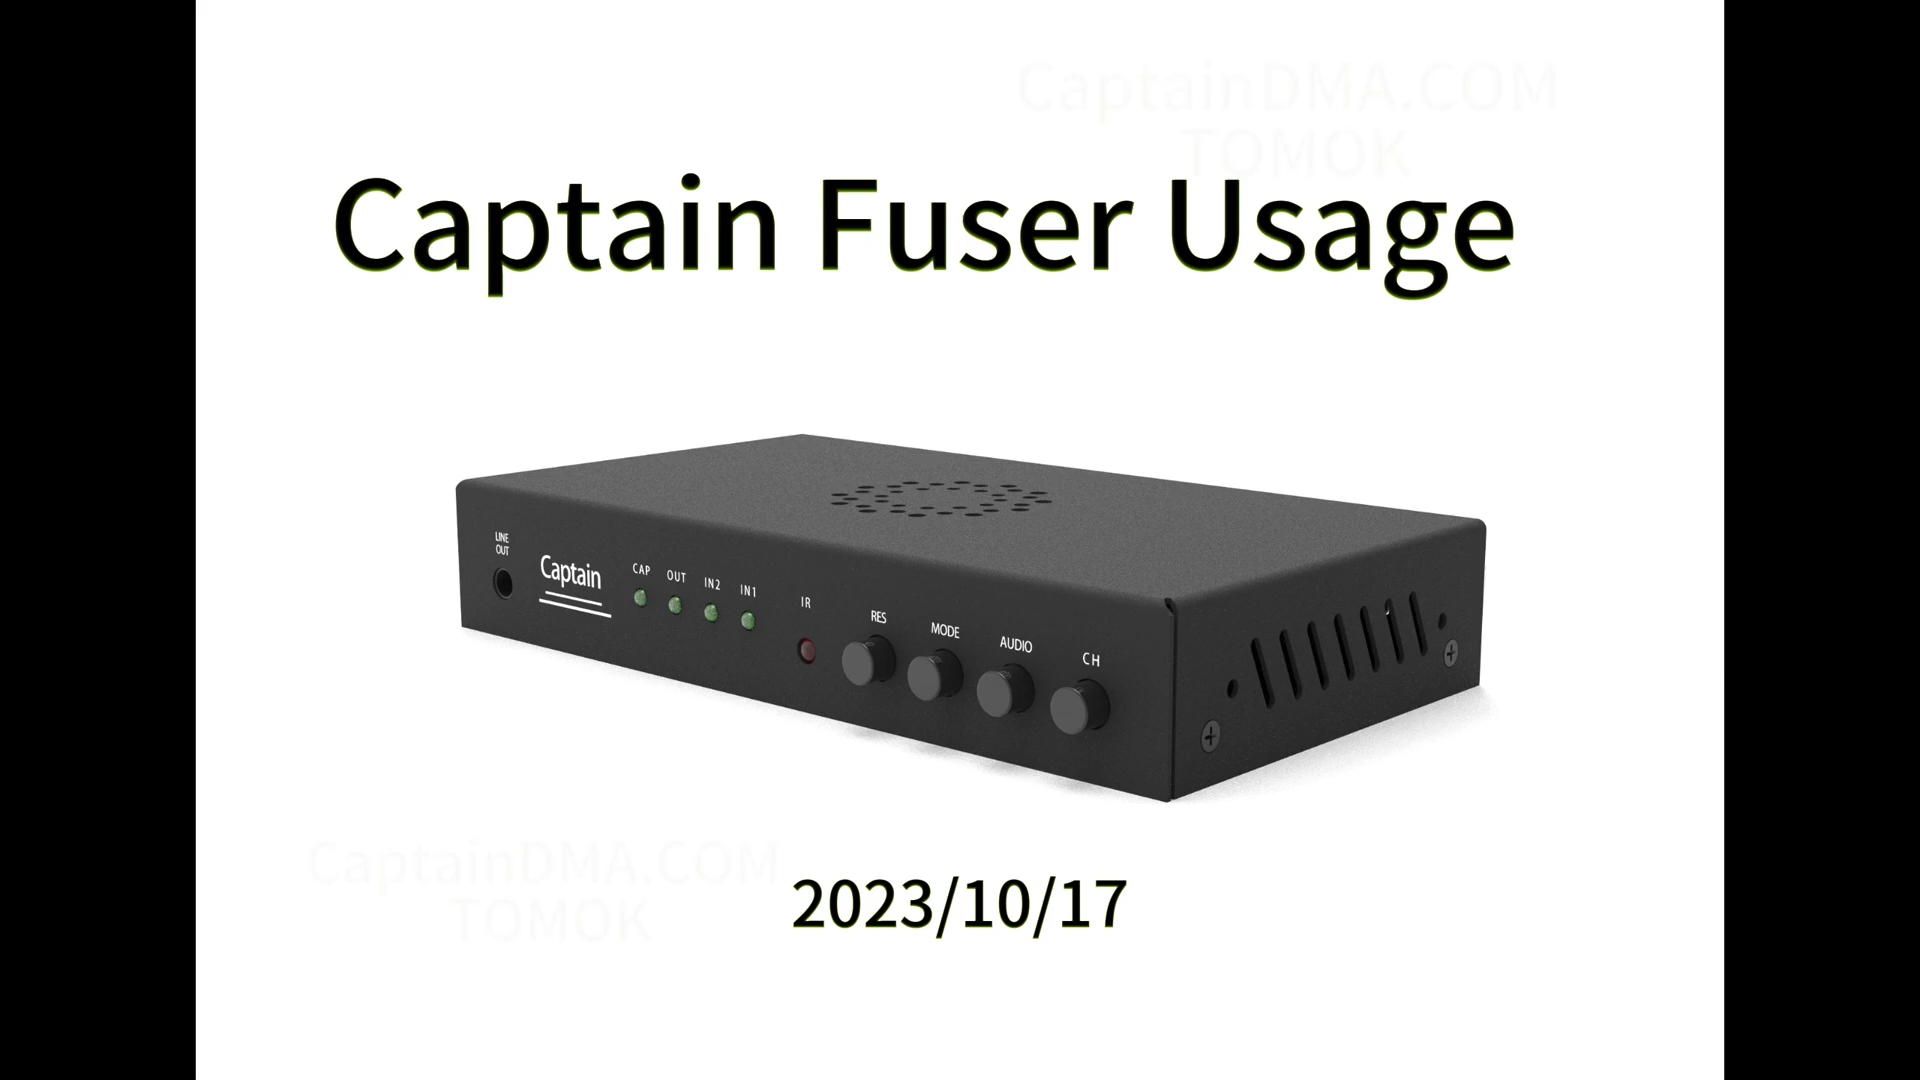 CaptainDMA.COM
TOMOK
Captain Fuser Usage
LINE
OUT
Captain
CAP
OUT
IN2
IN1
IR
RES
MODE
AUDIO
CH
CaptainDMA.COM
TOMOK
2023/10/17